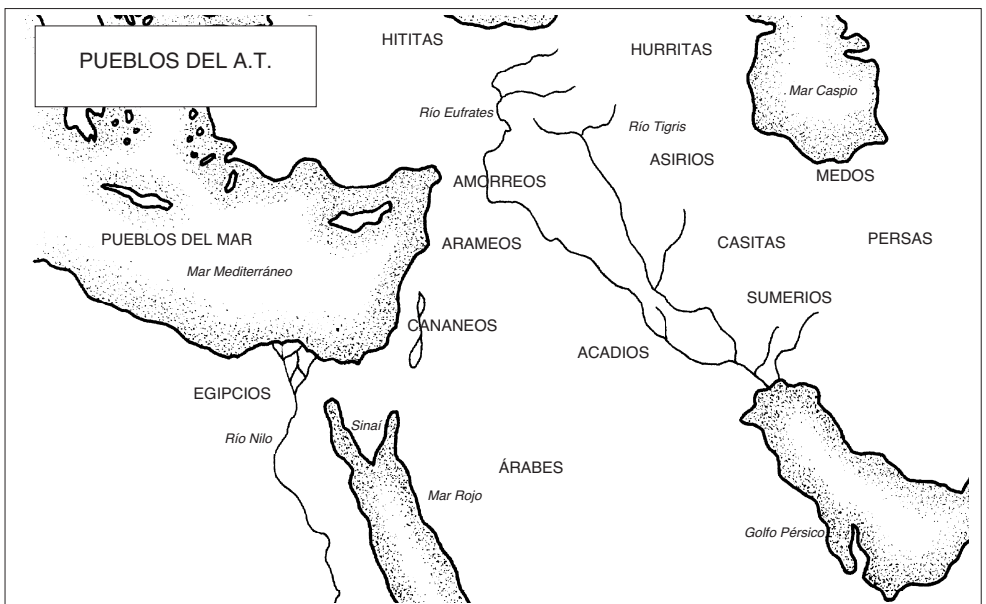 PUEBLOS DEL A.T.
HITITAS
HURRITAS
Mar Caspio
Río Eufrates
Río Tigris
ASIRIOS
MEDOS
AMORREOS
PUEBLOS DEL MAR
ARAMEOS
CASITAS
PERSAS
Mar Mediterráneo
SUMERIOS
CANANEOS
ACADIOS
EGIPCIOS
Sinaí
Río Nilo
ÁRABES
Mar Rojo
Golfo Pérsico